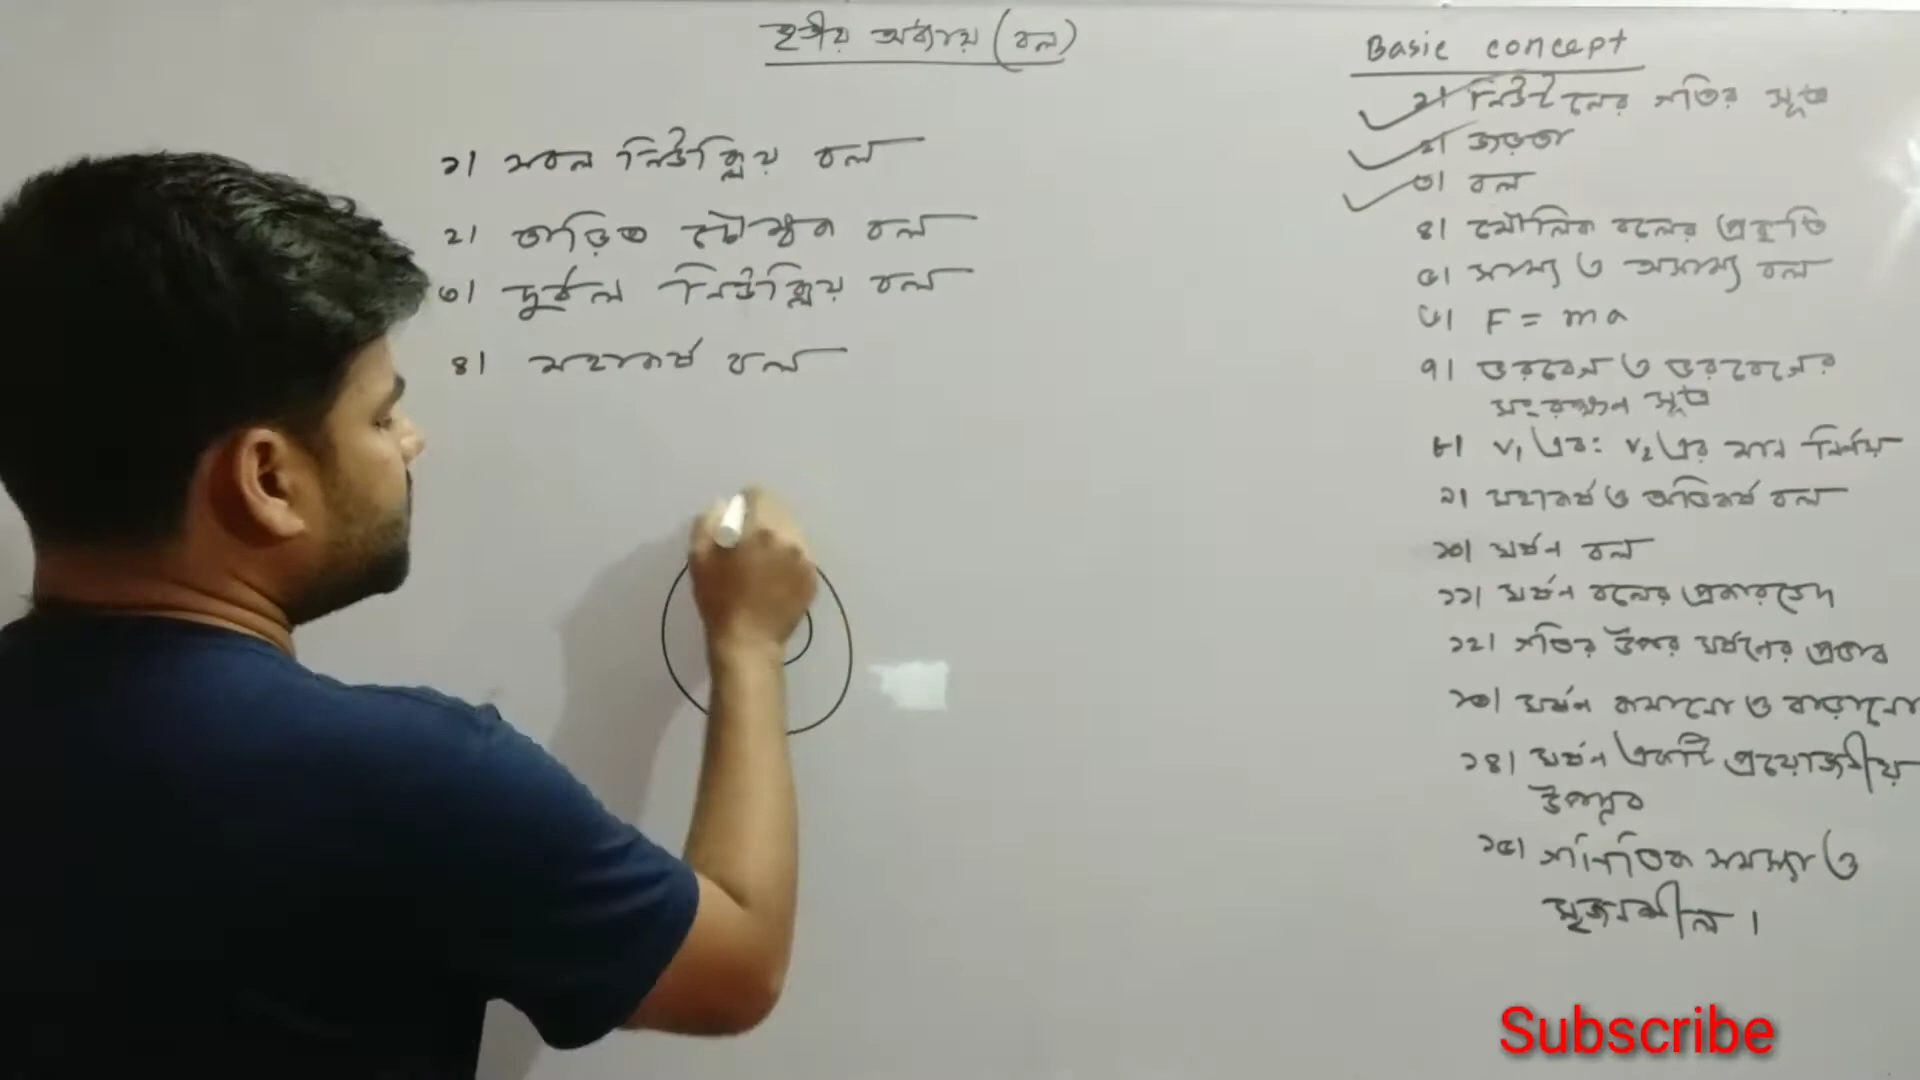 তৃতীয় অধ্যায় (বল)
১। সবল নিউক্লিয় বল
২। তাড়িত চৌম্বক বল
৩। দুর্বল নিউক্লিয় বল
৪। মহাকর্ষ বল
Basic concept
১। নিউটনের গতির সূত্র
২। জড়তা
৩। বল
৪। মৌলিক বলের প্রকৃতি
৫। সাম্য ও অসাম্য বল
৬। F = ma
৭। ভরবেগ ও ভরবেগের
সংরক্ষণ সূত্র
৮। v₁ এবং v₂ এর মান নির্ণয়
৯। মহাকর্ষ ও অভিকর্ষ বল
১০। ঘর্ষণ বল
১১। ঘর্ষণ বলের প্রকারভেদ
১২। গতির উপর ঘর্ষণের প্রভাব
১৩। ঘর্ষণ কমানো ও বাড়ানো
১৪। ঘর্ষণ একটি প্রয়োজনীয়
উপদ্রব
১৫। গাণিতিক সমস্যা ও
সৃজনশীল।
Subscribe